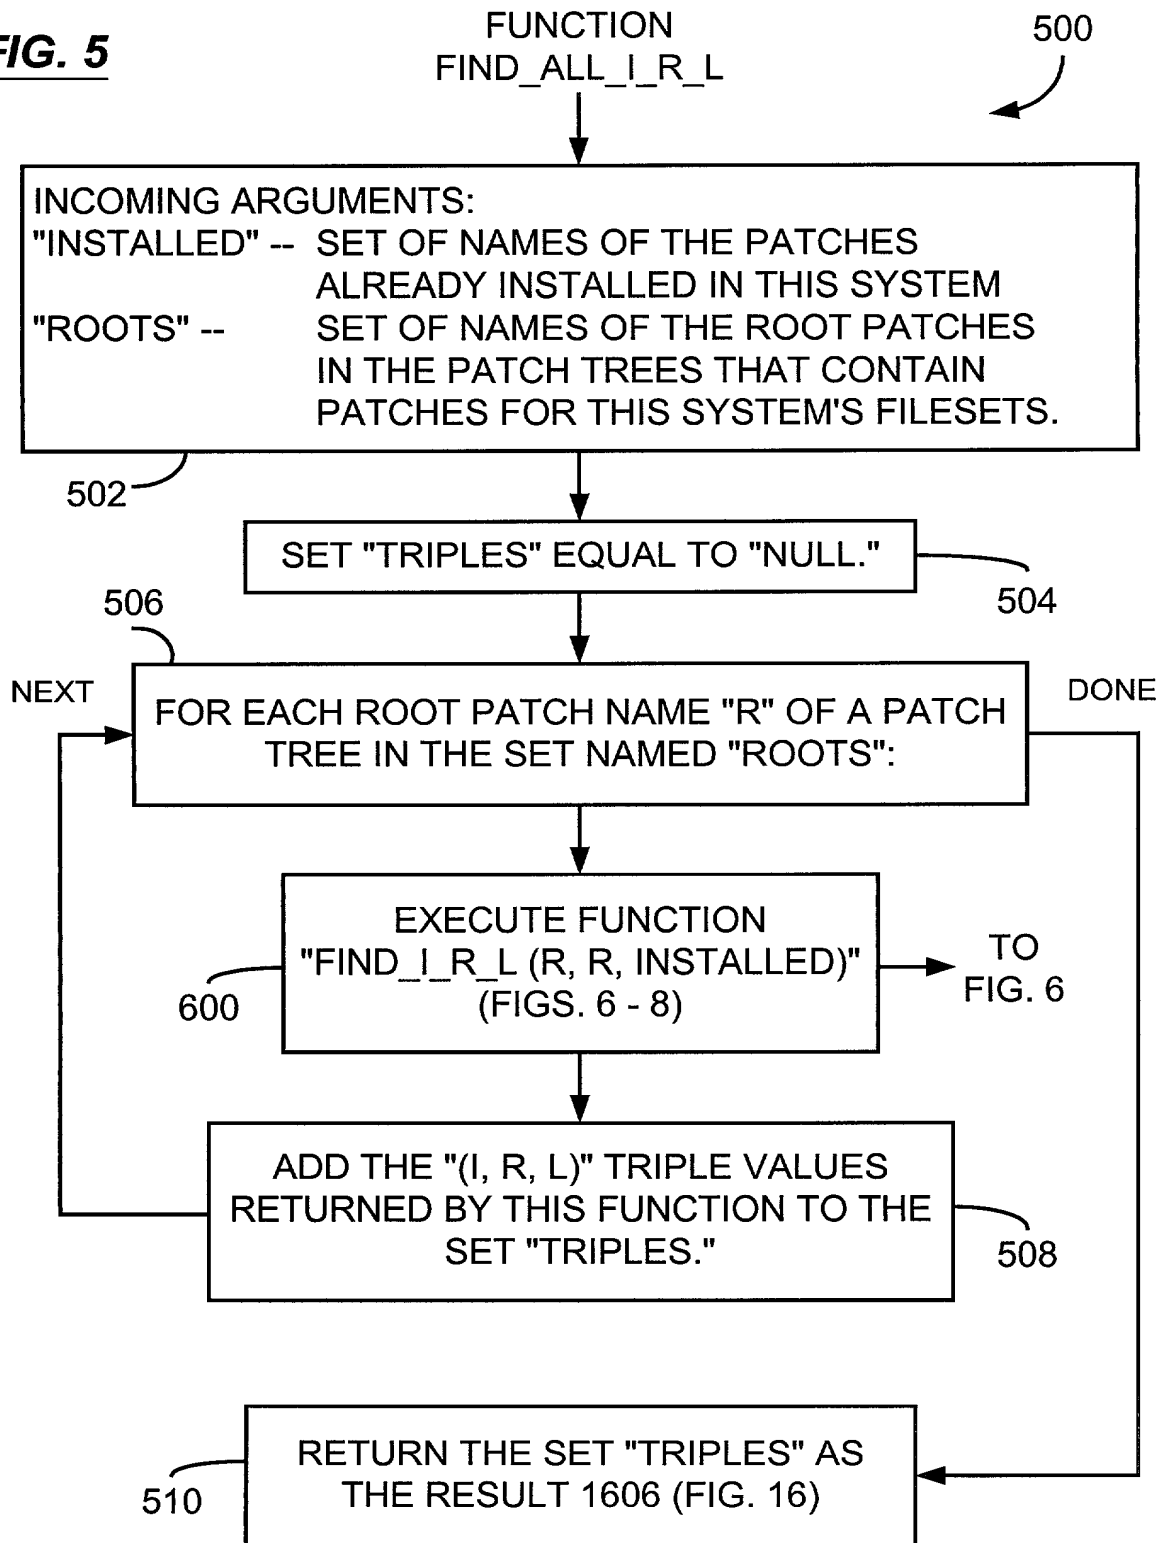 FIG. 5
FUNCTION
FIND_ALL_I_R_L
500
INCOMING ARGUMENTS:
"INSTALLED" -- SET OF NAMES OF THE PATCHES
ALREADY INSTALLED IN THIS SYSTEM
"ROOTS" -- SET OF NAMES OF THE ROOT PATCHES
IN THE PATCH TREES THAT CONTAIN
PATCHES FOR THIS SYSTEM'S FILESETS.
502
SET "TRIPLES" EQUAL TO "NULL."
504
506
NEXT
DONE
FOR EACH ROOT PATCH NAME "R" OF A PATCH
TREE IN THE SET NAMED "ROOTS":
EXECUTE FUNCTION
"FIND_I_R_L (R, R, INSTALLED)"
(FIGS. 6 - 8)
600
TO
FIG. 6
ADD THE "(I, R, L)" TRIPLE VALUES
RETURNED BY THIS FUNCTION TO THE
SET "TRIPLES."
508
RETURN THE SET "TRIPLES" AS
THE RESULT 1606 (FIG. 16)
510